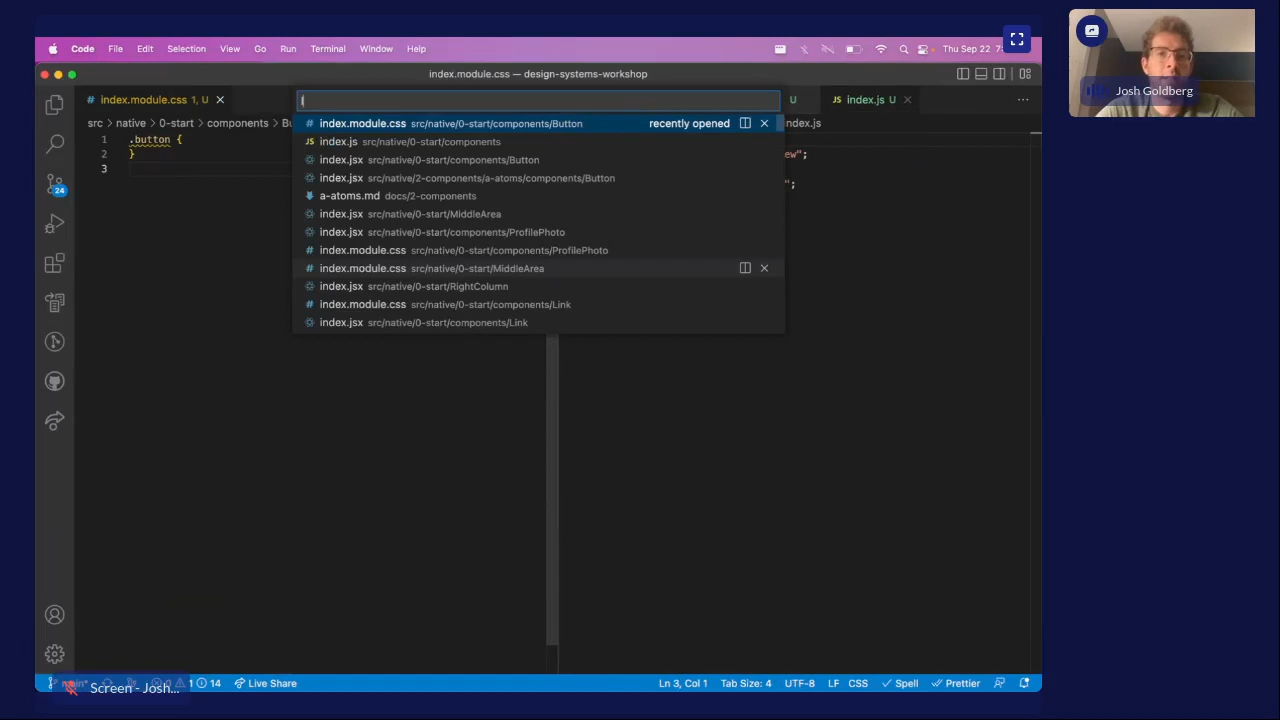 Code File Edit Selection View Go Run Terminal Window Help
Thu Sep 22
Josh Goldberg
index.module.css — design-systems-workshop
index.module.css 1, U
U
index.js U
src > native > 0-start > components >
index.js
1 .button {
2 }
3
ew";
";
index.module.css src/native/0-start/components/Button recently opened
index.js src/native/0-start/components
index.jsx src/native/0-start/components/Button
index.jsx src/native/2-components/a-atoms/components/Button
a-atoms.md docs/2-components
index.jsx src/native/0-start/MiddleArea
index.jsx src/native/0-start/components/ProfilePhoto
index.module.css src/native/0-start/components/ProfilePhoto
index.module.css src/native/0-start/MiddleArea
index.jsx src/native/0-start/RightColumn
index.module.css src/native/0-start/components/Link
index.jsx src/native/0-start/components/Link
24
1 14 Live Share
Ln 3, Col 1 Tab Size: 4 UTF-8 LF CSS Spell Prettier
Screen - Josh...